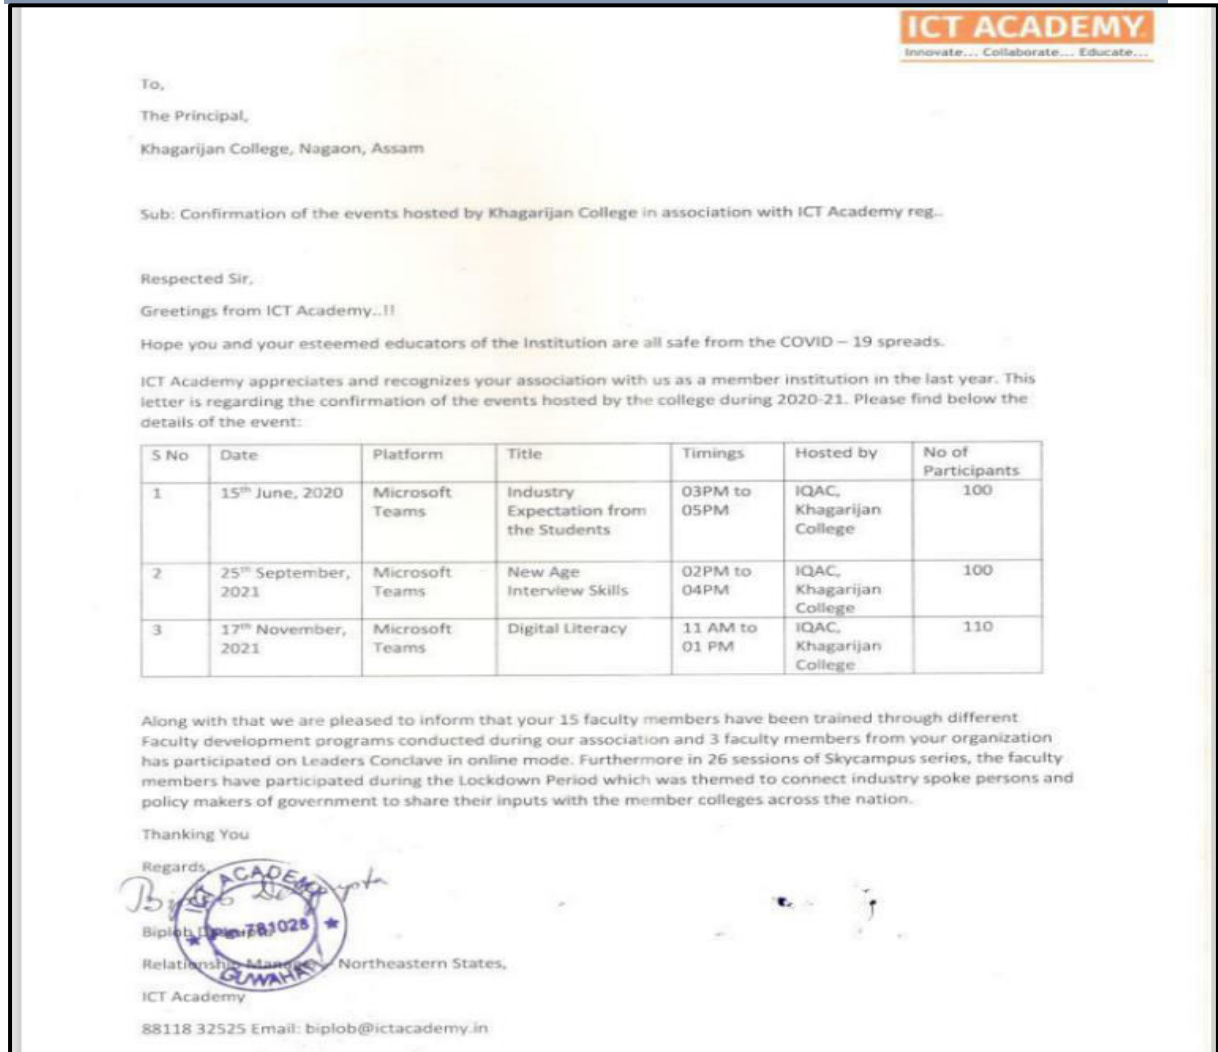 ICT ACADEMY
Innovate... Collaborate... Educate...
To,
The Principal,
Khagarijan College, Nagaon, Assam
Sub: Confirmation of the events hosted by Khagarijan College in association with ICT Academy reg..
Respected Sir,
Greetings from ICT Academy..!!
Hope you and your esteemed educators of the Institution are all safe from the COVID – 19 spreads.
ICT Academy appreciates and recognizes your association with us as a member institution in the last year. This
letter is regarding the confirmation of the events hosted by the college during 2020-21. Please find below the
details of the event:
S No Date Platform Title Timings Hosted by No of Participants
1 15th June, 2020 Microsoft Teams Industry Expectation from the Students 03PM to 05PM IQAC, Khagarijan College 100
2 25th September, 2021 Microsoft Teams New Age Interview Skills 02PM to 04PM IQAC, Khagarijan College 100
3 17th November, 2021 Microsoft Teams Digital Literacy 11 AM to 01 PM IQAC, Khagarijan College 110
Along with that we are pleased to inform that your 15 faculty members have been trained through different
Faculty development programs conducted during our association and 3 faculty members from your organization
has participated on Leaders Conclave in online mode. Furthermore in 26 sessions of Skycampus series, the faculty
members have participated during the Lockdown Period which was themed to connect industry spoke persons and
policy makers of government to share their inputs with the member colleges across the nation.
Thanking You
Regards,
ICT ACADEMY
781028
GUWAHATI
Biplob
Relationship Manager, Northeastern States,
ICT Academy
88118 32525 Email: biplob@ictacademy.in